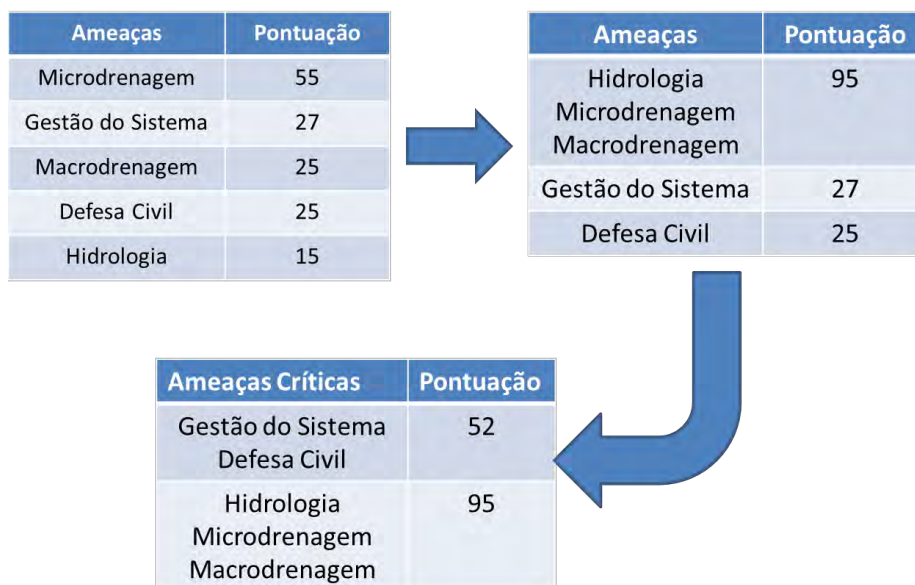 Ameaças Pontuação
Microdrenagem 55
Gestão do Sistema 27
Macrodrenagem 25
Defesa Civil 25
Hidrologia 15
Ameaças Pontuação
Hidrologia 95
Microdrenagem
Macrodrenagem
Gestão do Sistema 27
Defesa Civil 25
Ameaças Críticas Pontuação
Gestão do Sistema 52
Defesa Civil
Hidrologia 95
Microdrenagem
Macrodrenagem